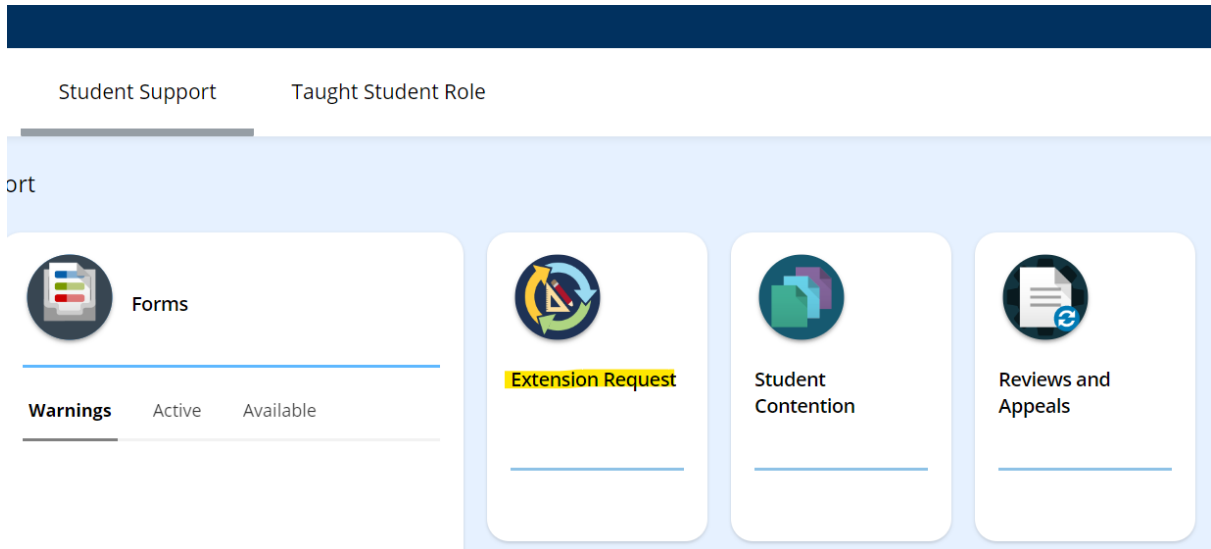 Student Support
Taught Student Role
ort
Forms
Warnings
Active
Available
Extension Request
Student
Contention
Reviews and
Appeals